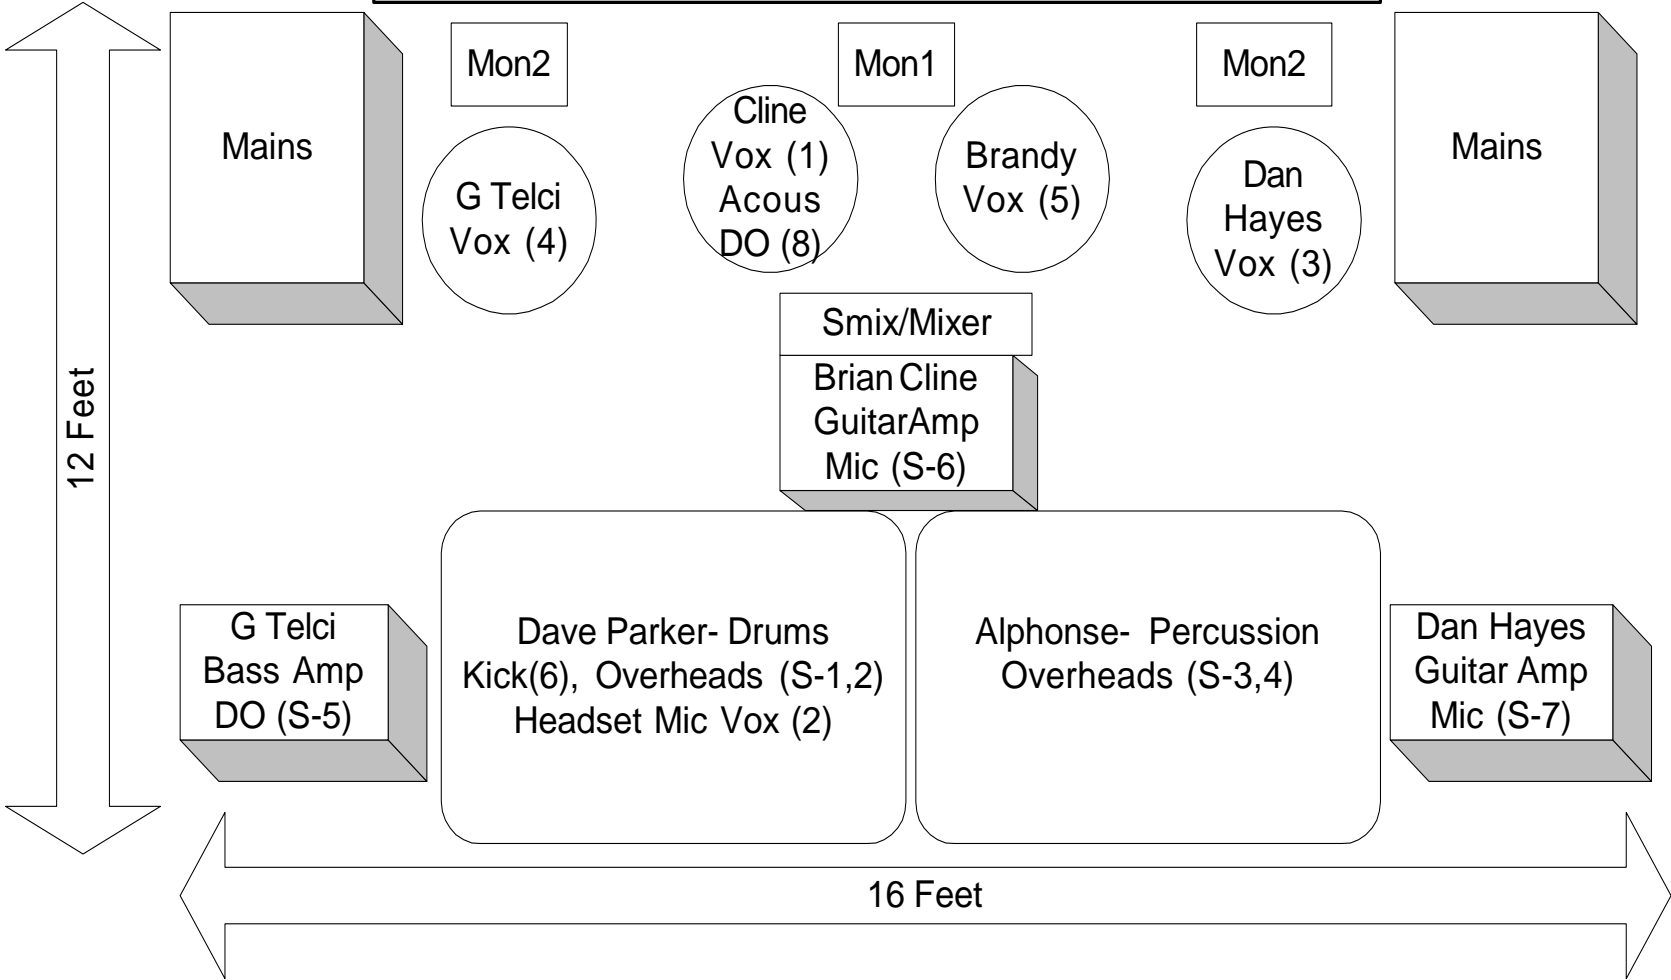 Mains
Mon2
Mon1
Mon2
Mains
G Telci
Vox (4)
Cline
Vox (1)
Acous
DO (8)
Brandy
Vox (5)
Dan
Hayes
Vox (3)
Smix/Mixer
Brian Cline
GuitarAmp
Mic (S-6)
12 Feet
G Telci
Bass Amp
DO (S-5)
Dave Parker- Drums
Kick(6), Overheads (S-1,2)
Headset Mic Vox (2)
Alphonse- Percussion
Overheads (S-3,4)
Dan Hayes
Guitar Amp
Mic (S-7)
16 Feet